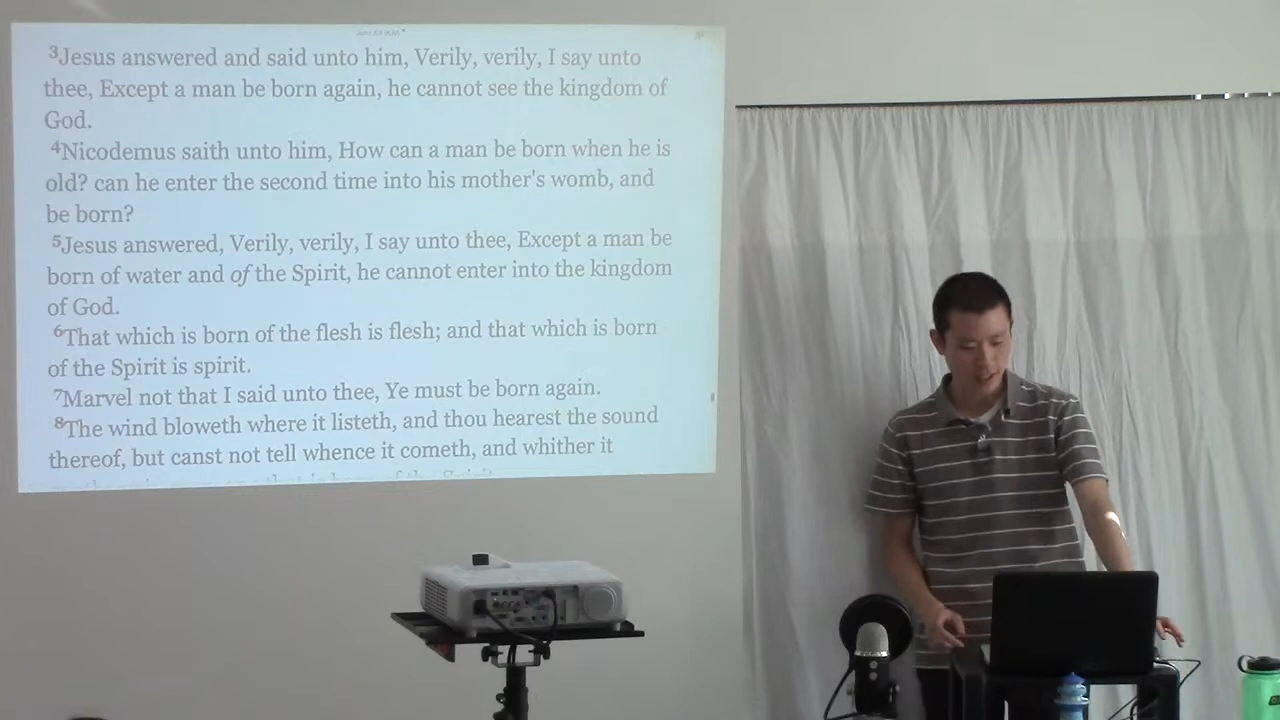 3Jesus answered and said unto him, Verily, verily, I say unto
thee, Except a man be born again, he cannot see the kingdom of
God.
4Nicodemus saith unto him, How can a man be born when he is
old? can he enter the second time into his mother's womb, and
be born?
5Jesus answered, Verily, verily, I say unto thee, Except a man be
born of water and of the Spirit, he cannot enter into the kingdom
of God.
6That which is born of the flesh is flesh; and that which is born
of the Spirit is spirit.
7Marvel not that I said unto thee, Ye must be born again.
8The wind bloweth where it listeth, and thou hearest the sound
thereof, but canst not tell whence it cometh, and whither it